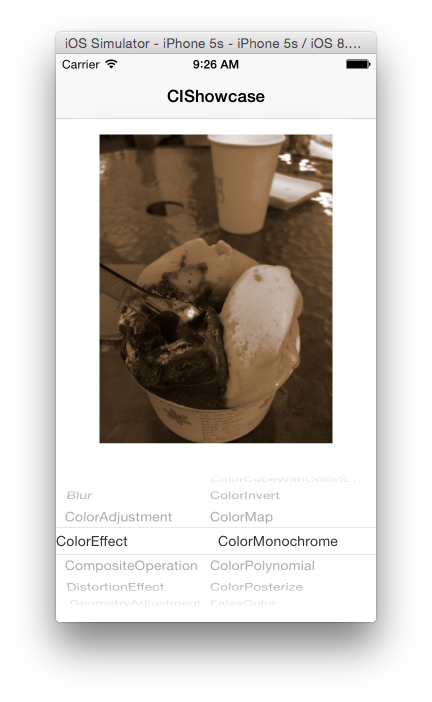 iOS Simulator - iPhone 5s - iPhone 5s / iOS 8....
Carrier 9:26 AM
CIShowcase
ColorCubeWithColorS...
Blur ColorInvert
ColorAdjustment ColorMap
ColorEffect ColorMonochrome
CompositeOperation ColorPolynomial
DistortionEffect ColorPosterize
GeometryAdjustment FalseColor